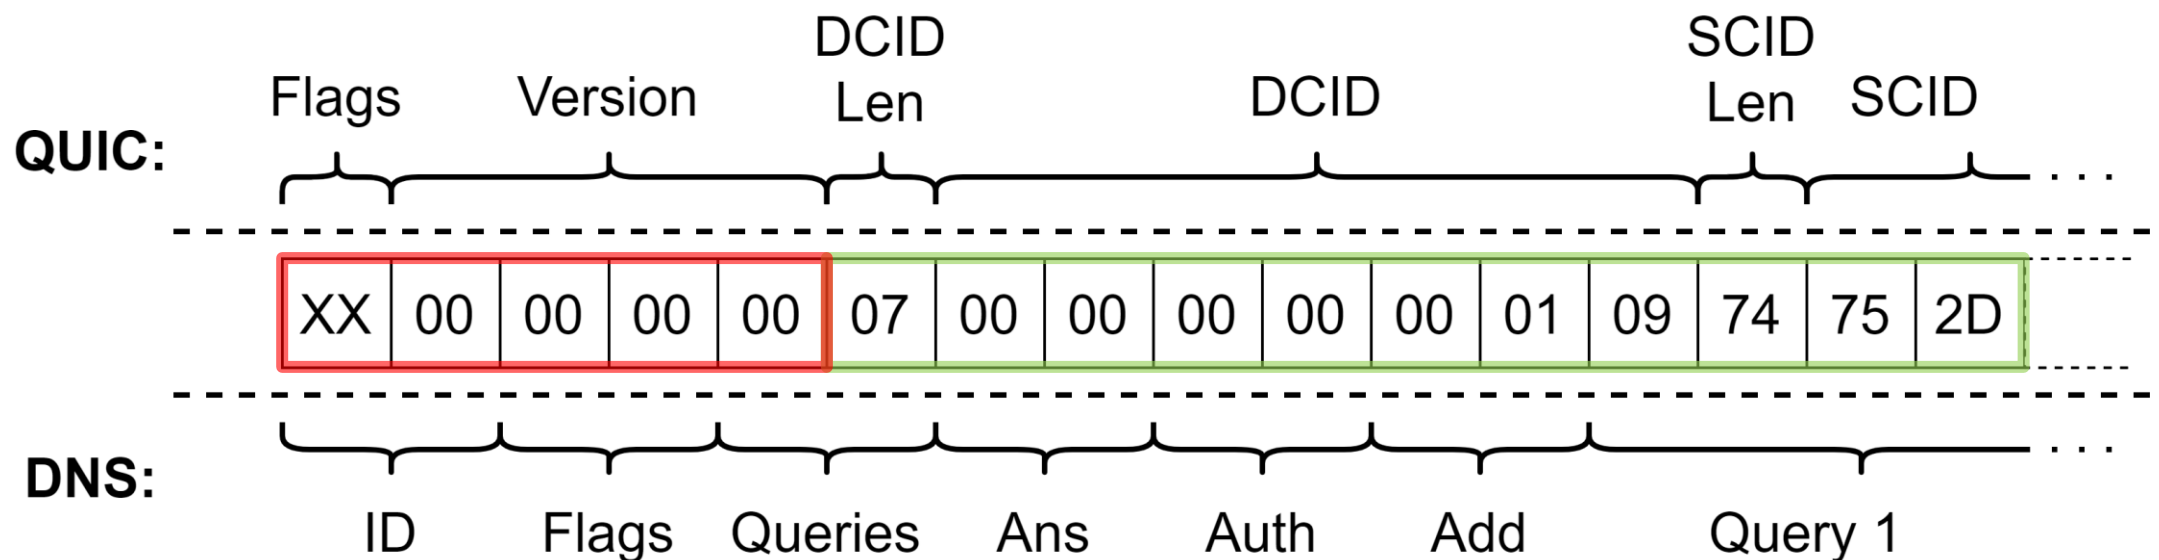 DCID SCID
Flags Version Len DCID Len SCID
QUIC: . . .
XX 00 00 00 00 07 00 00 00 00 00 01 09 74 75 2D
DNS: . . .
ID Flags Queries Ans Auth Add Query 1